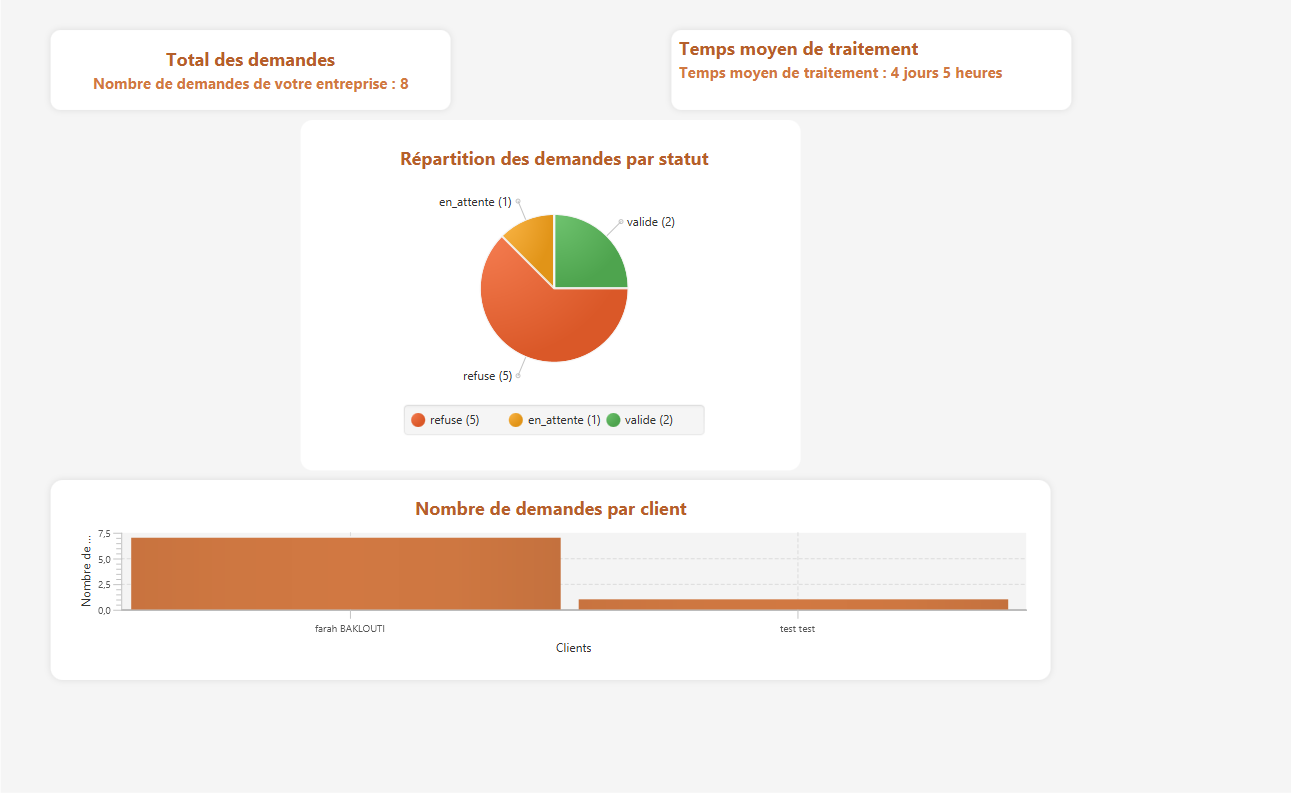 Total des demandes
Nombre de demandes de votre entreprise : 8
Temps moyen de traitement
Temps moyen de traitement : 4 jours 5 heures
Répartition des demandes par statut
en_attente (1)
valide (2)
refuse (5)
refuse (5) en_attente (1) valide (2)
Nombre de demandes par client
Nombre de ...
7,5
5,0
2,5
0,0
farah BAKLOUTI
test test
Clients